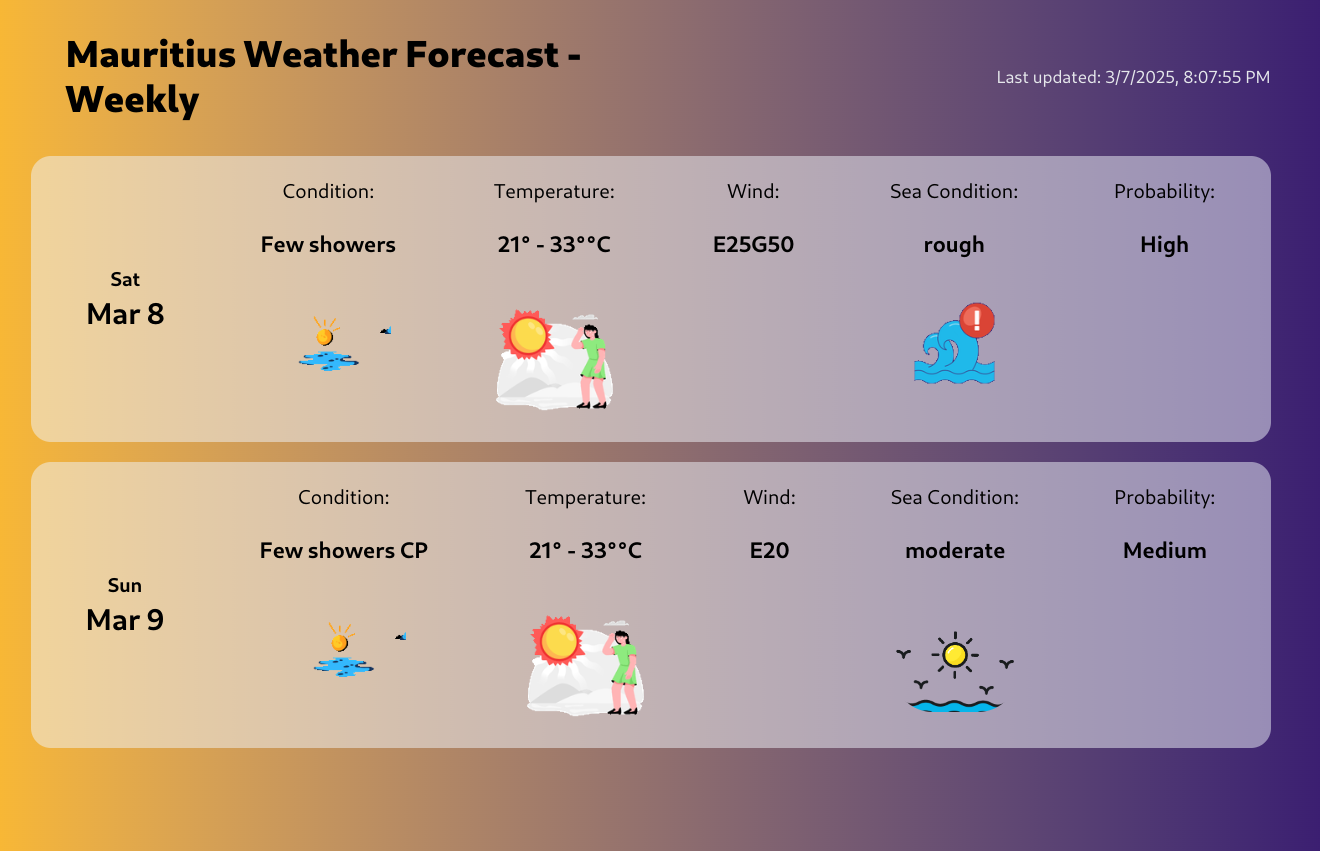 Mauritius Weather Forecast -
Weekly
Last updated: 3/7/2025, 8:07:55 PM
Sat
Mar 8
Condition:
Few showers
Temperature:
21° - 33°°C
Wind:
E25G50
Sea Condition:
rough
!
Probability:
High
Sun
Mar 9
Condition:
Few showers CP
Temperature:
21° - 33°°C
Wind:
E20
Sea Condition:
moderate
Probability:
Medium